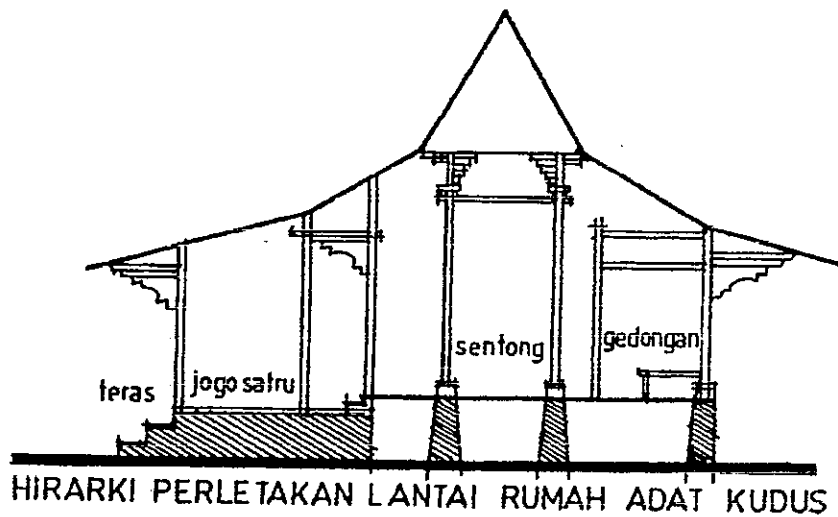 sentong
gedongan
teras
jogo satru
HIRARKI PERLETAKAN LANTAI RUMAH ADAT KUDUS